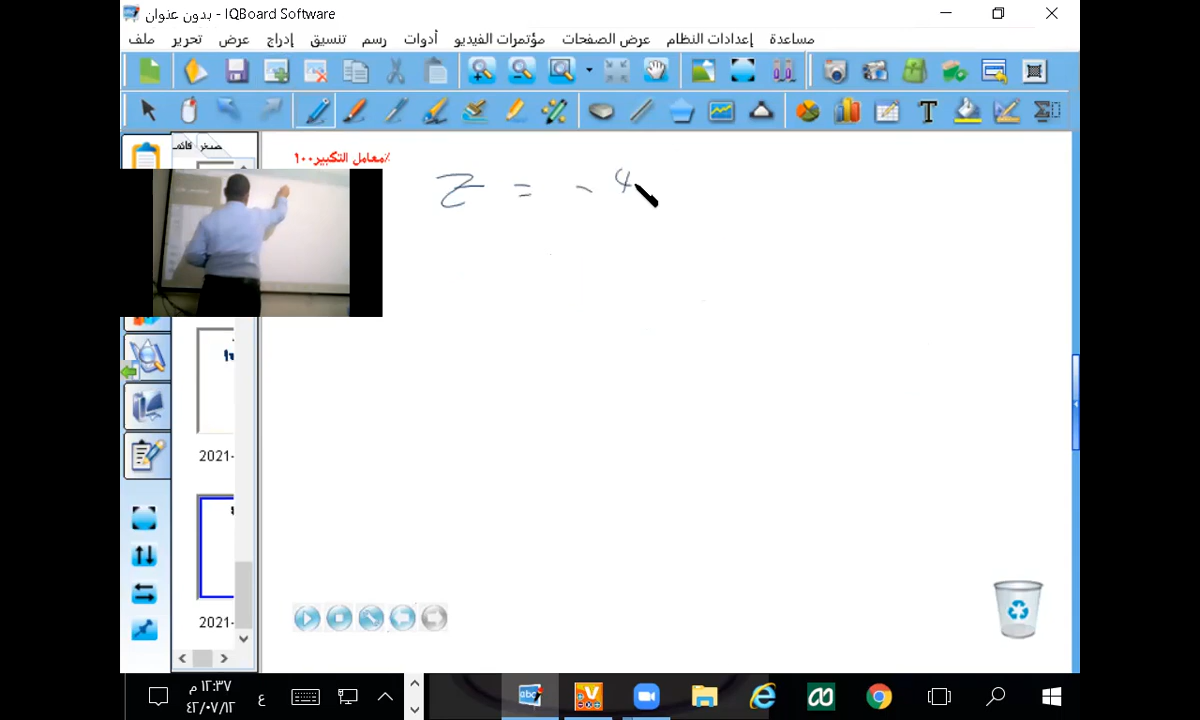 بدون عنوان - IQBoard Software
ملف تحرير عرض إدراج تنسيق رسم أدوات مؤتمرات الفيديو عرض الصفحات إعدادات النظام مساعدة
معامل التكبير١٠٠٪
Z = - 4
2021-
2021-
١٢:٣٧ م
ع
٤٢/٠٧/١٢
abc